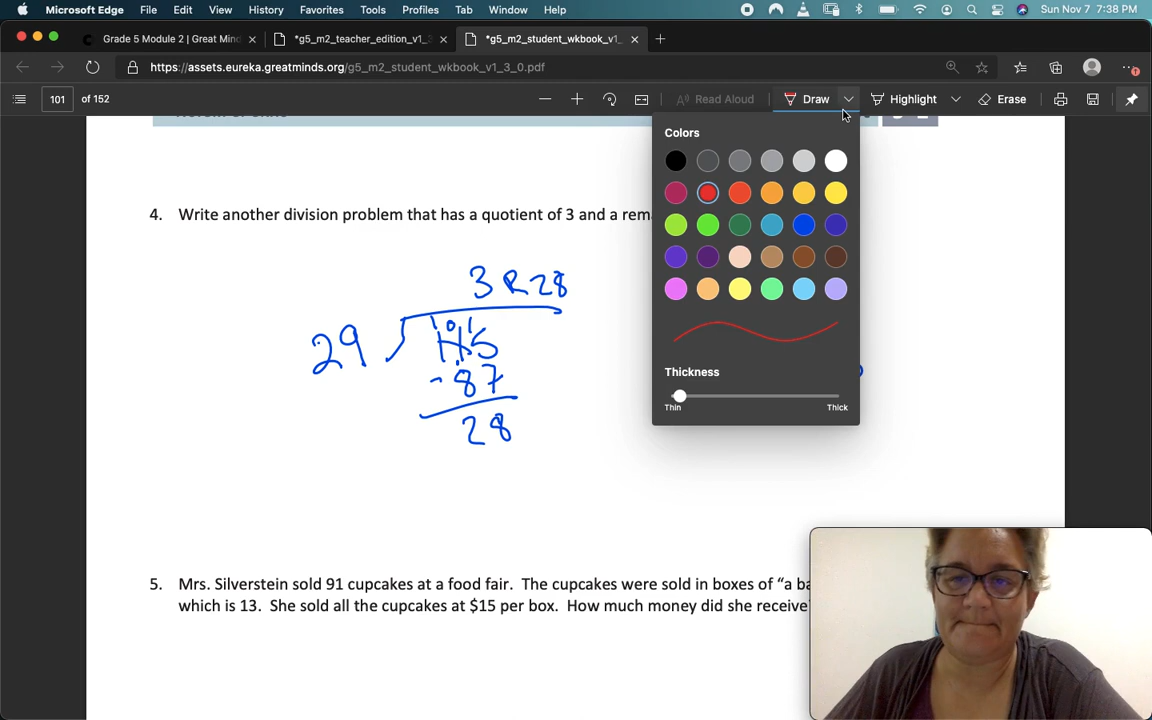 Microsoft Edge File Edit View History Favorites Tools Profiles Tab Window Help Sun Nov 7 7:38 PM
Grade 5 Module 2 | Great Mind *g5_m2_teacher_edition_v1_3 *g5_m2_student_wkbook_v1_
https://assets.eureka.greatminds.org/g5_m2_student_wkbook_v1_3_0.pdf
101 of 152 Read Aloud Draw Highlight Erase
Colors
4. Write another division problem that has a quotient of 3 and a
3 R 28
29 115
10 1
- 87
28
Thickness
Thin Thick
5. Mrs. Silverstein sold 91 cupcakes at a food fair. The cupcakes were sold in boxes of “a
which is 13. She sold all the cupcakes at $15 per box. How much money did she receive